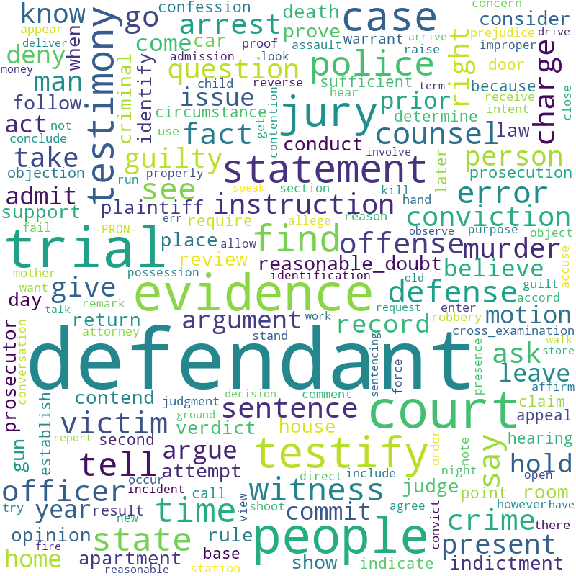 concern
death
confession
appear
know
go
arrest
case
consider
deliver
prejudice
admission
proof
assault
warrant
arrive
improper
drive
prove
raise
deny
when
come
car
look
door
because
money
reverse
question
police
man
criminal
identify
child
hear
term
right
receive
charge
issue
sufficient
intent
close
testimony
follow
circumstance
get
contention
jury
prior
determine
later
conclude
not
use
fact
counsel
law
act
objection
properly
conduct
involve
person
prosecution
take
run
guilty
statement
speak
section
kill
hand
error
object
admit
see
support
plaintiff
err
require
allege
reason
instruction
observe
purpose
conviction
fail
PRON
allow
trial
place
find
offense
murder
accuse
mother
possession
review
reasonable_doubt
identification
old
believe
guilt
want
give
evidence
defense
accord
day
remark
talk
return
argument
work
request
enter
robbery
motion
conversation
attorney
stand
record
cross_examination
walk
prosecutor
defendant
sentencing
force
presence
ask
store
leave
affirm
contend
judgment
decision
comment
claim
gun
establish
victim
verdict
sentence
ground
house
court
appeal
report
second
tell
argue
order
testify
hearing
say
note
occur
direct
include
night
open
officer
incident
attempt
witness
judge
point
room
hold
try
year
result
call
view
shoot
agree
convict
however
have
new
time
commit
crime
there
present
opinion
state
rule
people
home
fire
apartment
base
show
indicate
indictment
reasonable
station